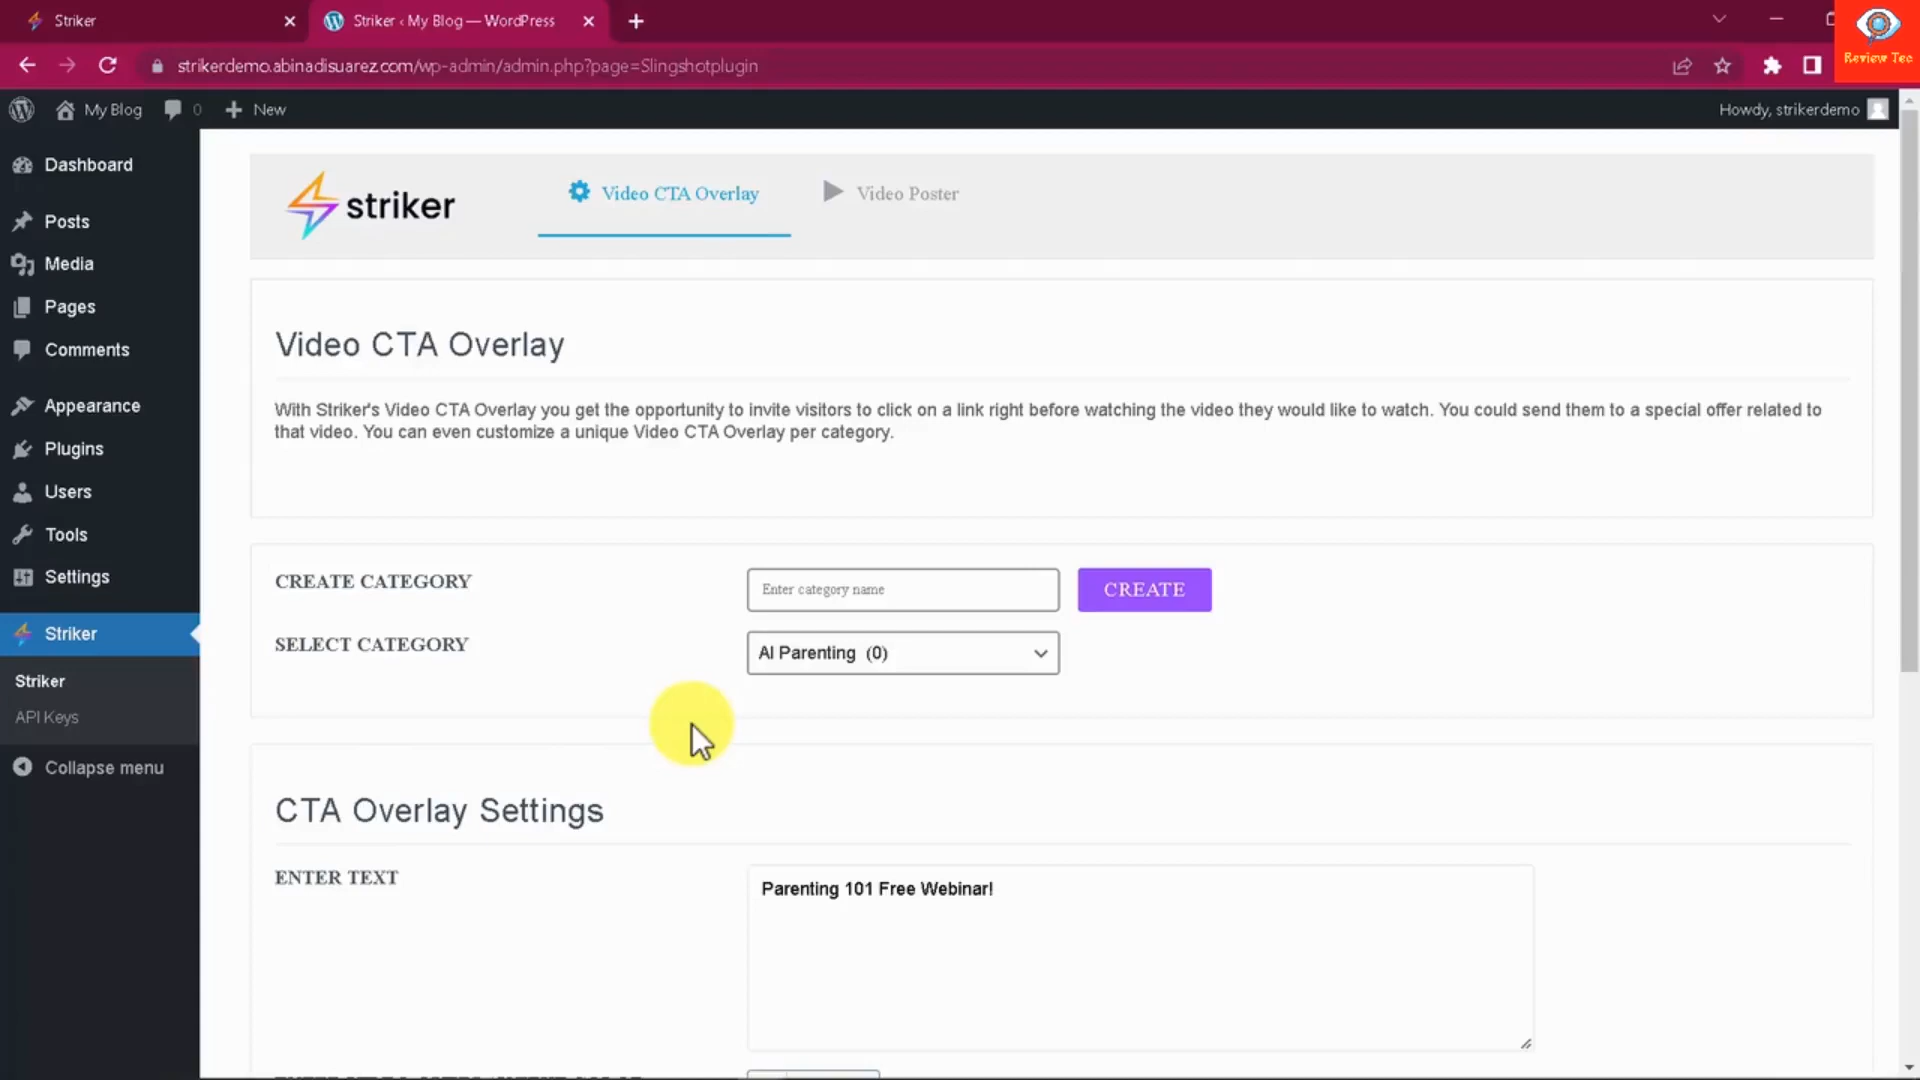 Striker
Striker ‹ My Blog — WordPress
strikerdemo.abinadisuarez.com/wp-admin/admin.php?page=Slingshotplugin
Review Tec
My Blog
0
New
Howdy, strikerdemo
Dashboard
Posts
Media
Pages
Comments
Appearance
Plugins
Users
Tools
Settings
Striker
Striker
API Keys
Collapse menu
striker
Video CTA Overlay
Video Poster
Video CTA Overlay
With Striker's Video CTA Overlay you get the opportunity to invite visitors to click on a link right before watching the video they would like to watch. You could send them to a special offer related to
that video. You can even customize a unique Video CTA Overlay per category.
CREATE CATEGORY
Enter category name
CREATE
SELECT CATEGORY
AI Parenting (0)
CTA Overlay Settings
ENTER TEXT
Parenting 101 Free Webinar!